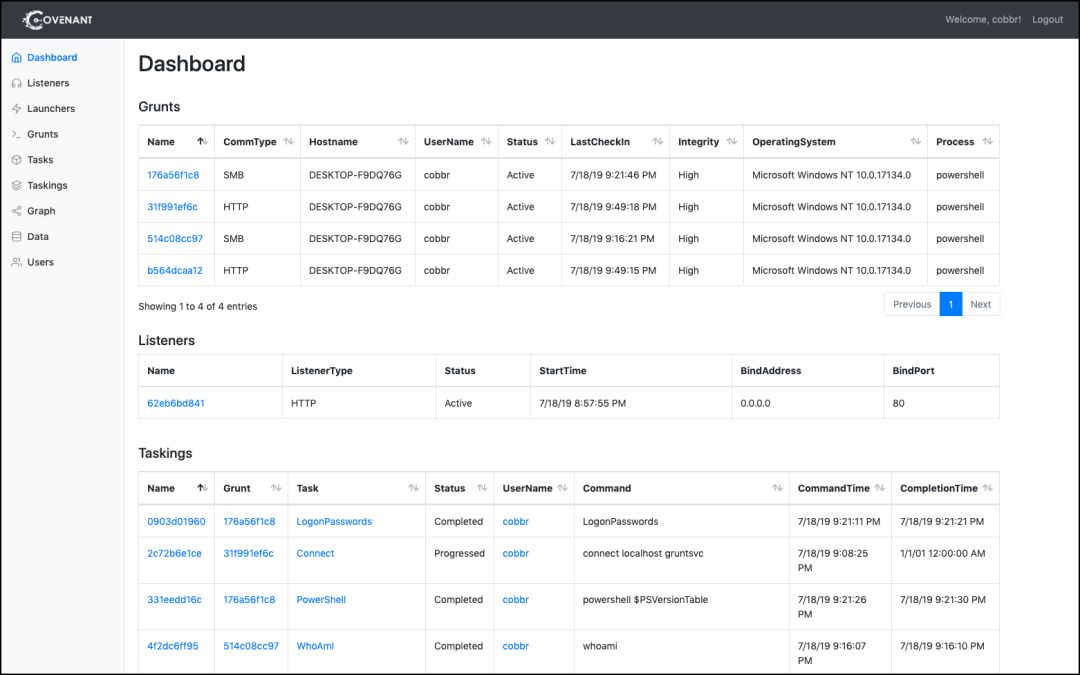 COVENANT
Welcome, cobbr! Logout
Dashboard
Listeners
Launchers
Grunts
Tasks
Taskings
Graph
Data
Users
Dashboard
Grunts
Name CommType Hostname UserName Status LastCheckIn Integrity OperatingSystem Process
176a56f1c8 SMB DESKTOP-F9DQ76G cobbr Active 7/18/19 9:21:46 PM High Microsoft Windows NT 10.0.17134.0 powershell
31f991ef6c HTTP DESKTOP-F9DQ76G cobbr Active 7/18/19 9:49:18 PM High Microsoft Windows NT 10.0.17134.0 powershell
514c08cc97 SMB DESKTOP-F9DQ76G cobbr Active 7/18/19 9:16:21 PM High Microsoft Windows NT 10.0.17134.0 powershell
b564dcaa12 HTTP DESKTOP-F9DQ76G cobbr Active 7/18/19 9:49:15 PM High Microsoft Windows NT 10.0.17134.0 powershell
Showing 1 to 4 of 4 entries
Previous 1 Next
Listeners
Name ListenerType Status StartTime BindAddress BindPort
62eb6bd841 HTTP Active 7/18/19 8:57:55 PM 0.0.0.0 80
Taskings
Name Grunt Task Status UserName Command CommandTime CompletionTime
0903d01960 176a56f1c8 LogonPasswords Completed cobbr LogonPasswords 7/18/19 9:21:11 PM 7/18/19 9:21:21 PM
2c72b6e1ce 31f991ef6c Connect Progressed cobbr connect localhost gruntsvc 7/18/19 9:08:25 1/1/01 12:00:00 AM
PM
331eedd16c 176a56f1c8 PowerShell Completed cobbr powershell $PSVersionTable 7/18/19 9:21:26 7/18/19 9:21:30 PM
PM
4f2dc6ff95 514c08cc97 WhoAmI Completed cobbr whoami 7/18/19 9:16:07 7/18/19 9:16:10 PM
PM